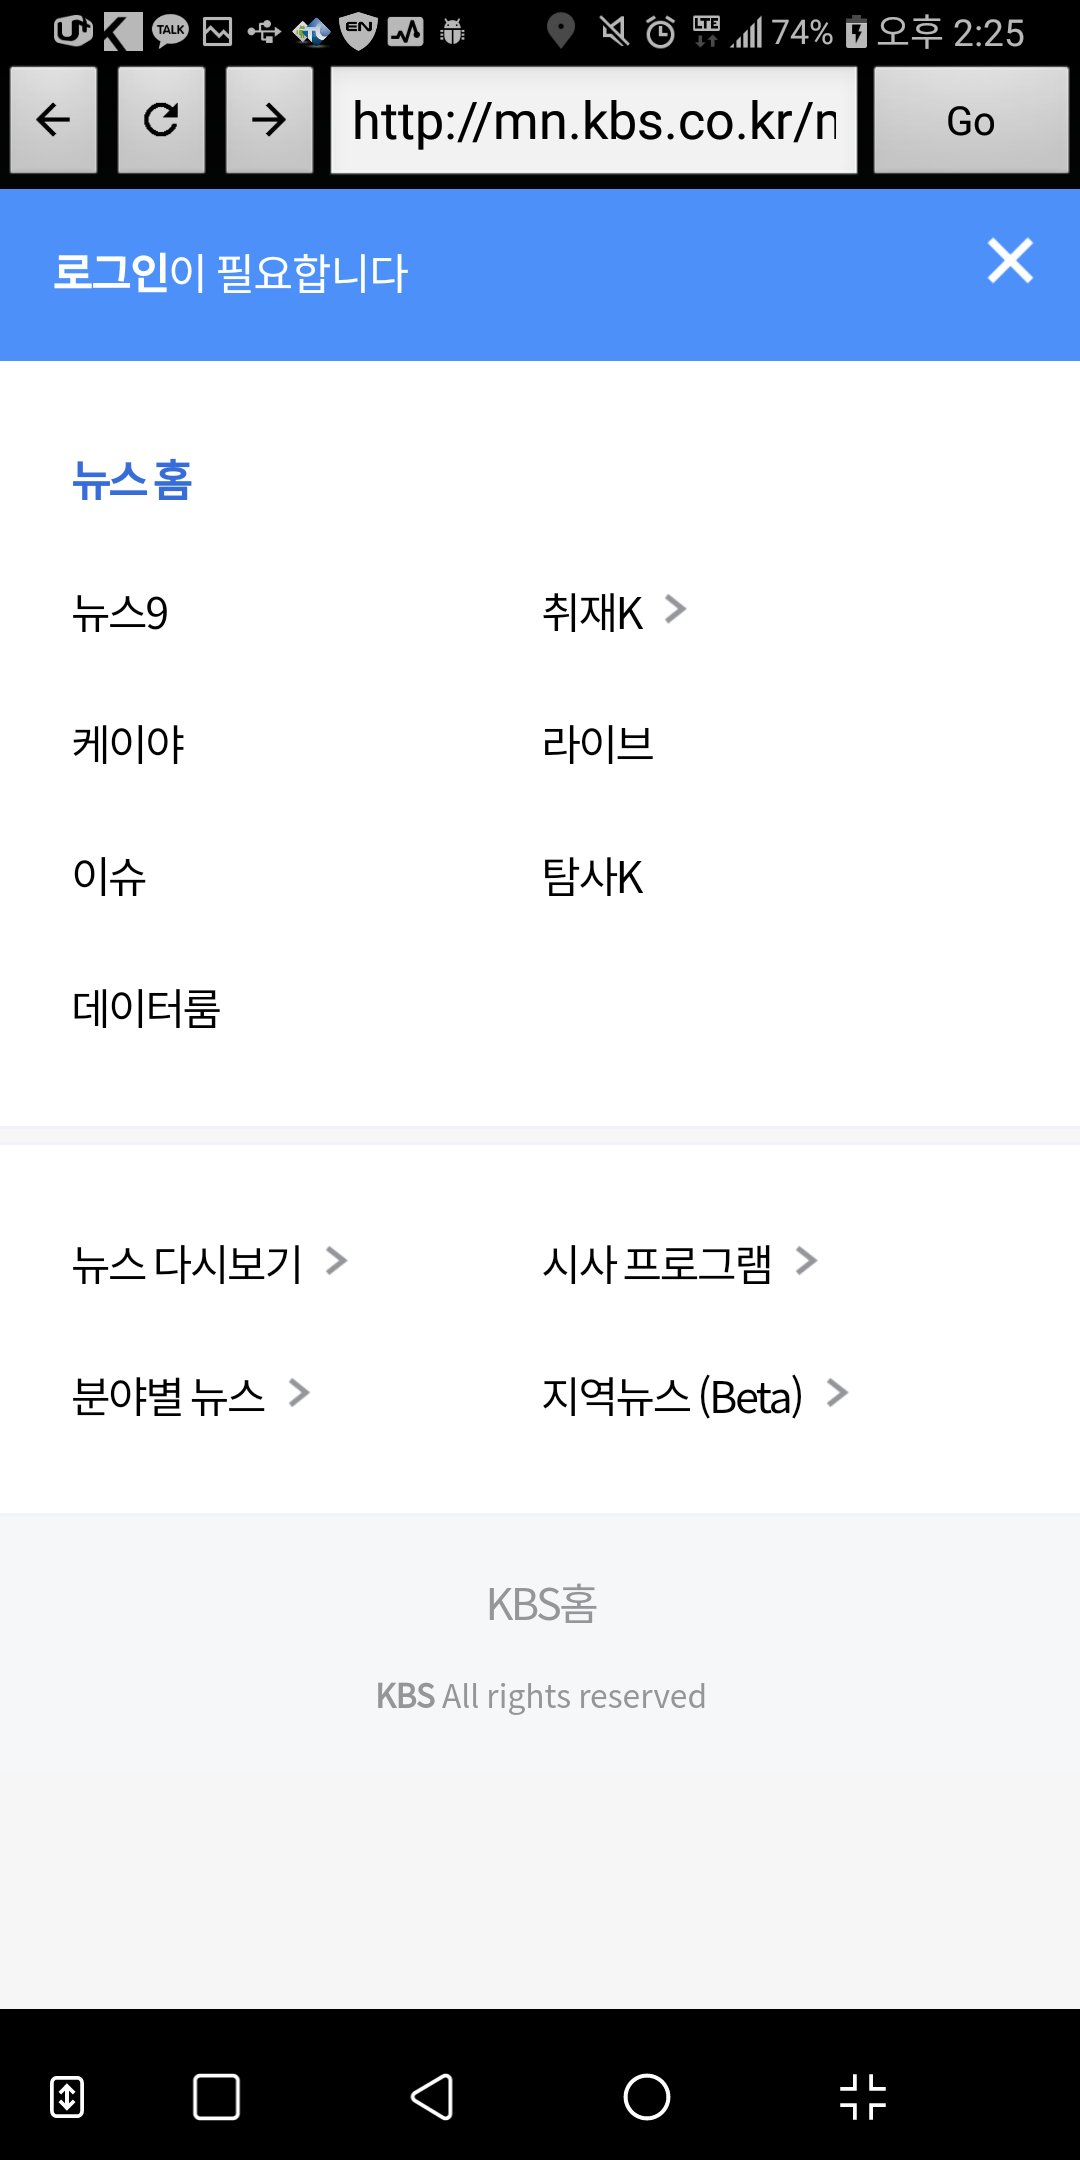 TALK EN LTE 74% 오후 2:25
http://mn.kbs.co.kr/n Go
로그인이 필요합니다
뉴스 홈
뉴스9 취재K
케이야 라이브
이슈 탐사K
데이터룸
뉴스 다시보기 시사 프로그램
분야별 뉴스 지역뉴스 (Beta)
KBS홈
KBS All rights reserved